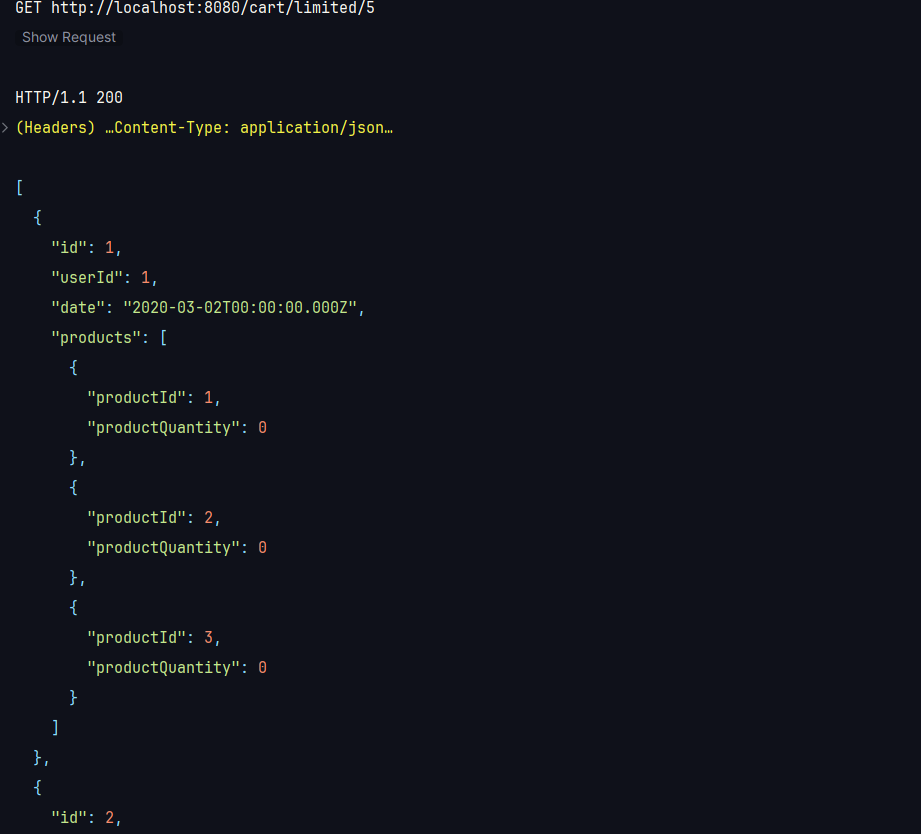 GET http://localhost:8080/cart/limited/5
Show Request
HTTP/1.1 200
(Headers) …Content-Type: application/json…
[
  {
    "id": 1,
    "userId": 1,
    "date": "2020-03-02T00:00:00.000Z",
    "products": [
      {
        "productId": 1,
        "productQuantity": 0
      },
      {
        "productId": 2,
        "productQuantity": 0
      },
      {
        "productId": 3,
        "productQuantity": 0
      }
    ]
  },
  {
    "id": 2,